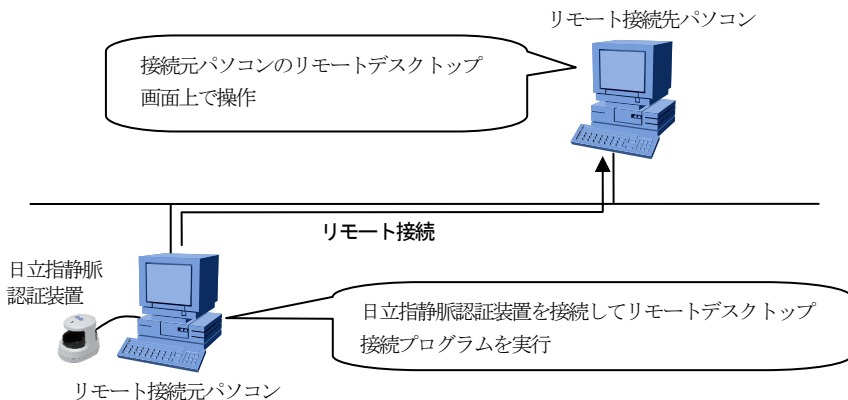 リモート接続先パソコン
接続元パソコンのリモートデスクトップ
画面上で操作
リモート接続
日立指静脈
認証装置
日立指静脈認証装置を接続してリモートデスクトップ
接続プログラムを実行
リモート接続元パソコン